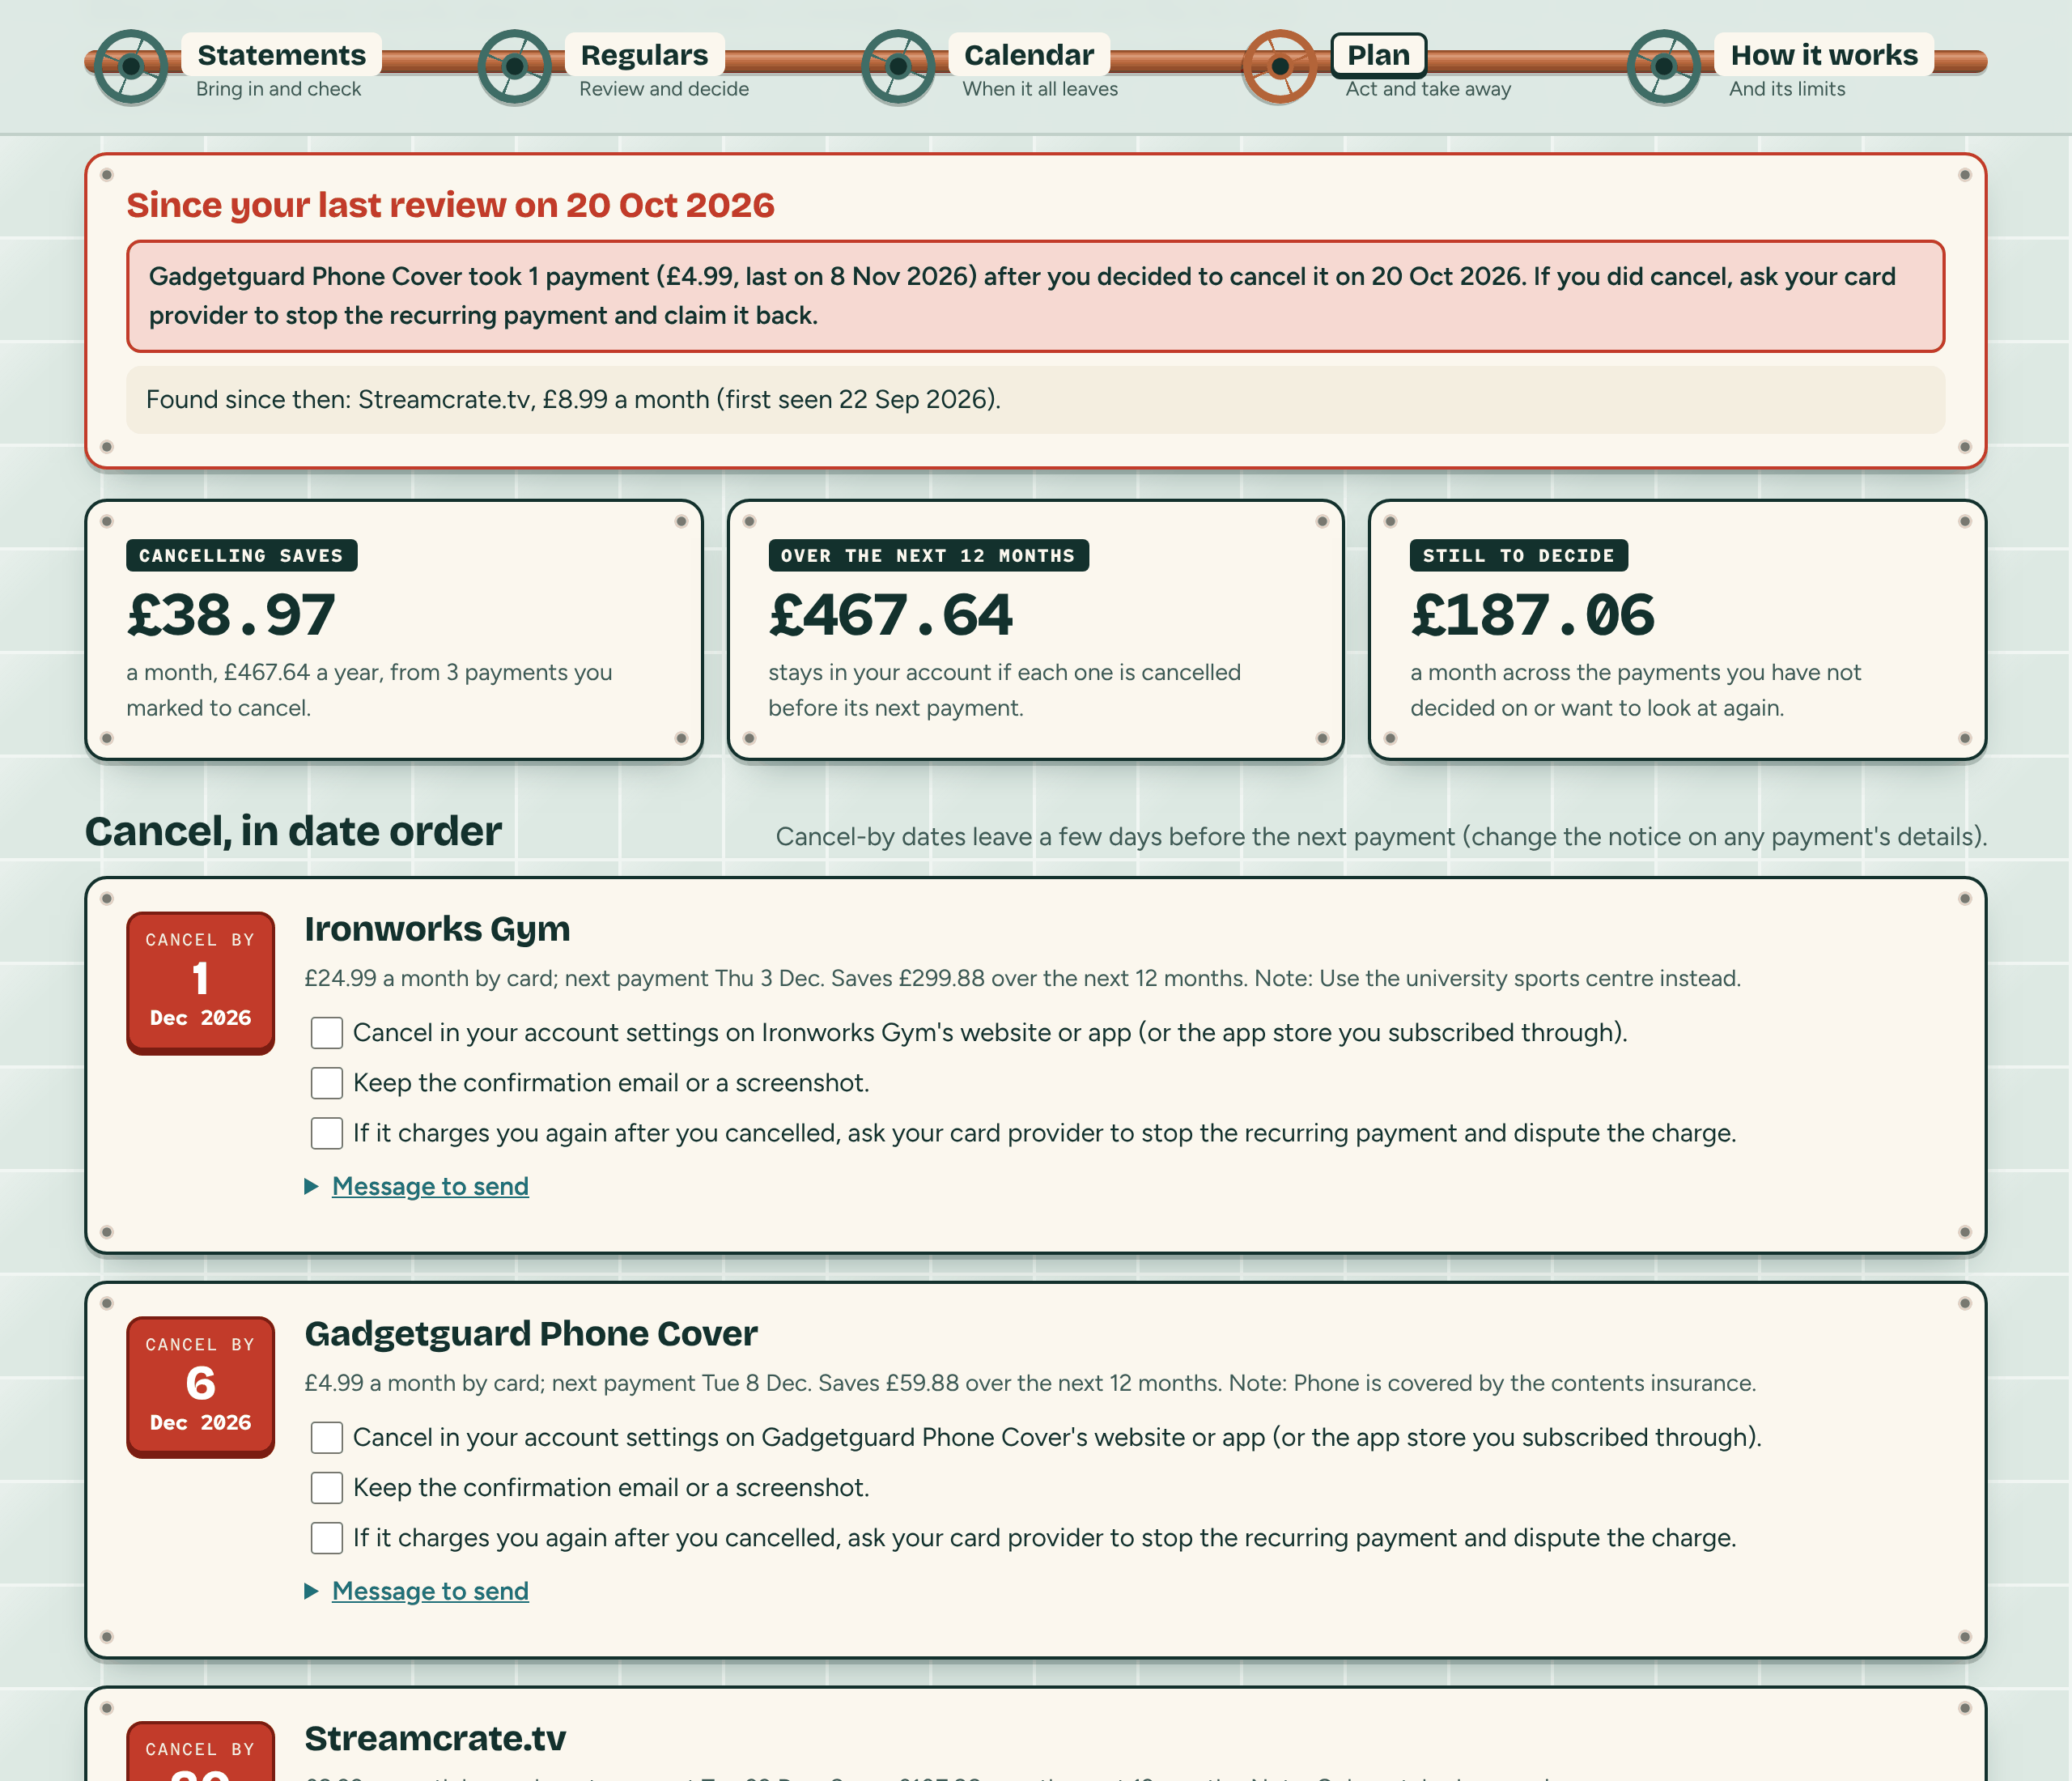 Statements
Bring in and check
Regulars
Review and decide
Calendar
When it all leaves
Plan
Act and take away
How it works
And its limits
Since your last review on 20 Oct 2026
Gadgetguard Phone Cover took 1 payment (£4.99, last on 8 Nov 2026) after you decided to cancel it on 20 Oct 2026. If you did cancel, ask your card
provider to stop the recurring payment and claim it back.
Found since then: Streamcrate.tv, £8.99 a month (first seen 22 Sep 2026).
CANCELLING SAVES
£38.97
a month, £467.64 a year, from 3 payments you
marked to cancel.
OVER THE NEXT 12 MONTHS
£467.64
stays in your account if each one is cancelled
before its next payment.
STILL TO DECIDE
£187.06
a month across the payments you have not
decided on or want to look at again.
Cancel, in date order
Cancel-by dates leave a few days before the next payment (change the notice on any payment's details).
CANCEL BY
1
Dec 2026
Ironworks Gym
£24.99 a month by card; next payment Thu 3 Dec. Saves £299.88 over the next 12 months. Note: Use the university sports centre instead.
Cancel in your account settings on Ironworks Gym's website or app (or the app store you subscribed through).
Keep the confirmation email or a screenshot.
If it charges you again after you cancelled, ask your card provider to stop the recurring payment and dispute the charge.
Message to send
CANCEL BY
6
Dec 2026
Gadgetguard Phone Cover
£4.99 a month by card; next payment Tue 8 Dec. Saves £59.88 over the next 12 months. Note: Phone is covered by the contents insurance.
Cancel in your account settings on Gadgetguard Phone Cover's website or app (or the app store you subscribed through).
Keep the confirmation email or a screenshot.
If it charges you again after you cancelled, ask your card provider to stop the recurring payment and dispute the charge.
Message to send
CANCEL BY
Streamcrate.tv